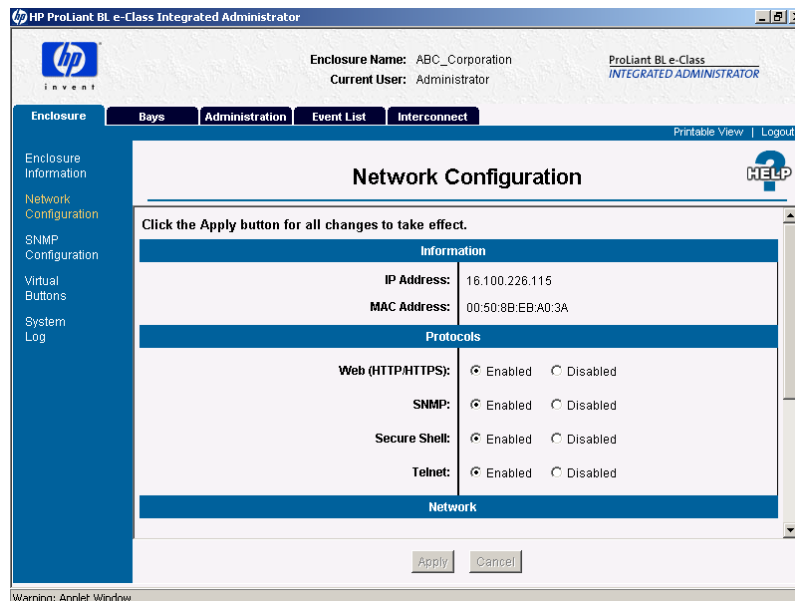 HP ProLiant BL e-Class Integrated Administrator
invent
Enclosure Name: ABC_Corporation
Current User: Administrator
ProLiant BL e-Class
INTEGRATED ADMINISTRATOR
Enclosure Bays Administration Event List Interconnect
Printable View | Logout
Enclosure
Information
Network
Configuration
SNMP
Configuration
Virtual
Buttons
System
Log
Network Configuration
HELP
Click the Apply button for all changes to take effect.
Information
IP Address: 16.100.226.115
MAC Address: 00:50:8B:EB:A0:3A
Protocols
Web (HTTP/HTTPS): Enabled Disabled
SNMP: Enabled Disabled
Secure Shell: Enabled Disabled
Telnet: Enabled Disabled
Network
Apply Cancel
Warning: Applet Window